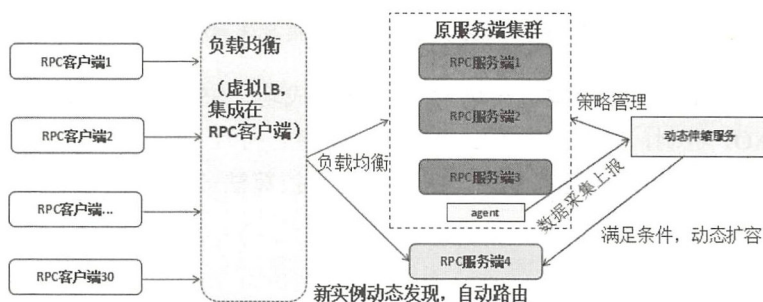 RPC客户端1
RPC客户端2
RPC客户端...
RPC客户端30
负载均衡
（虚拟LB，
集成在
RPC客户端）
负载均衡
原服务端集群
RPC服务端1
RPC服务端2
RPC服务端3
agent
RPC服务端4
新实例动态发现，自动路由
策略管理
动态伸缩服务
数据采集上报
满足条件，动态扩容